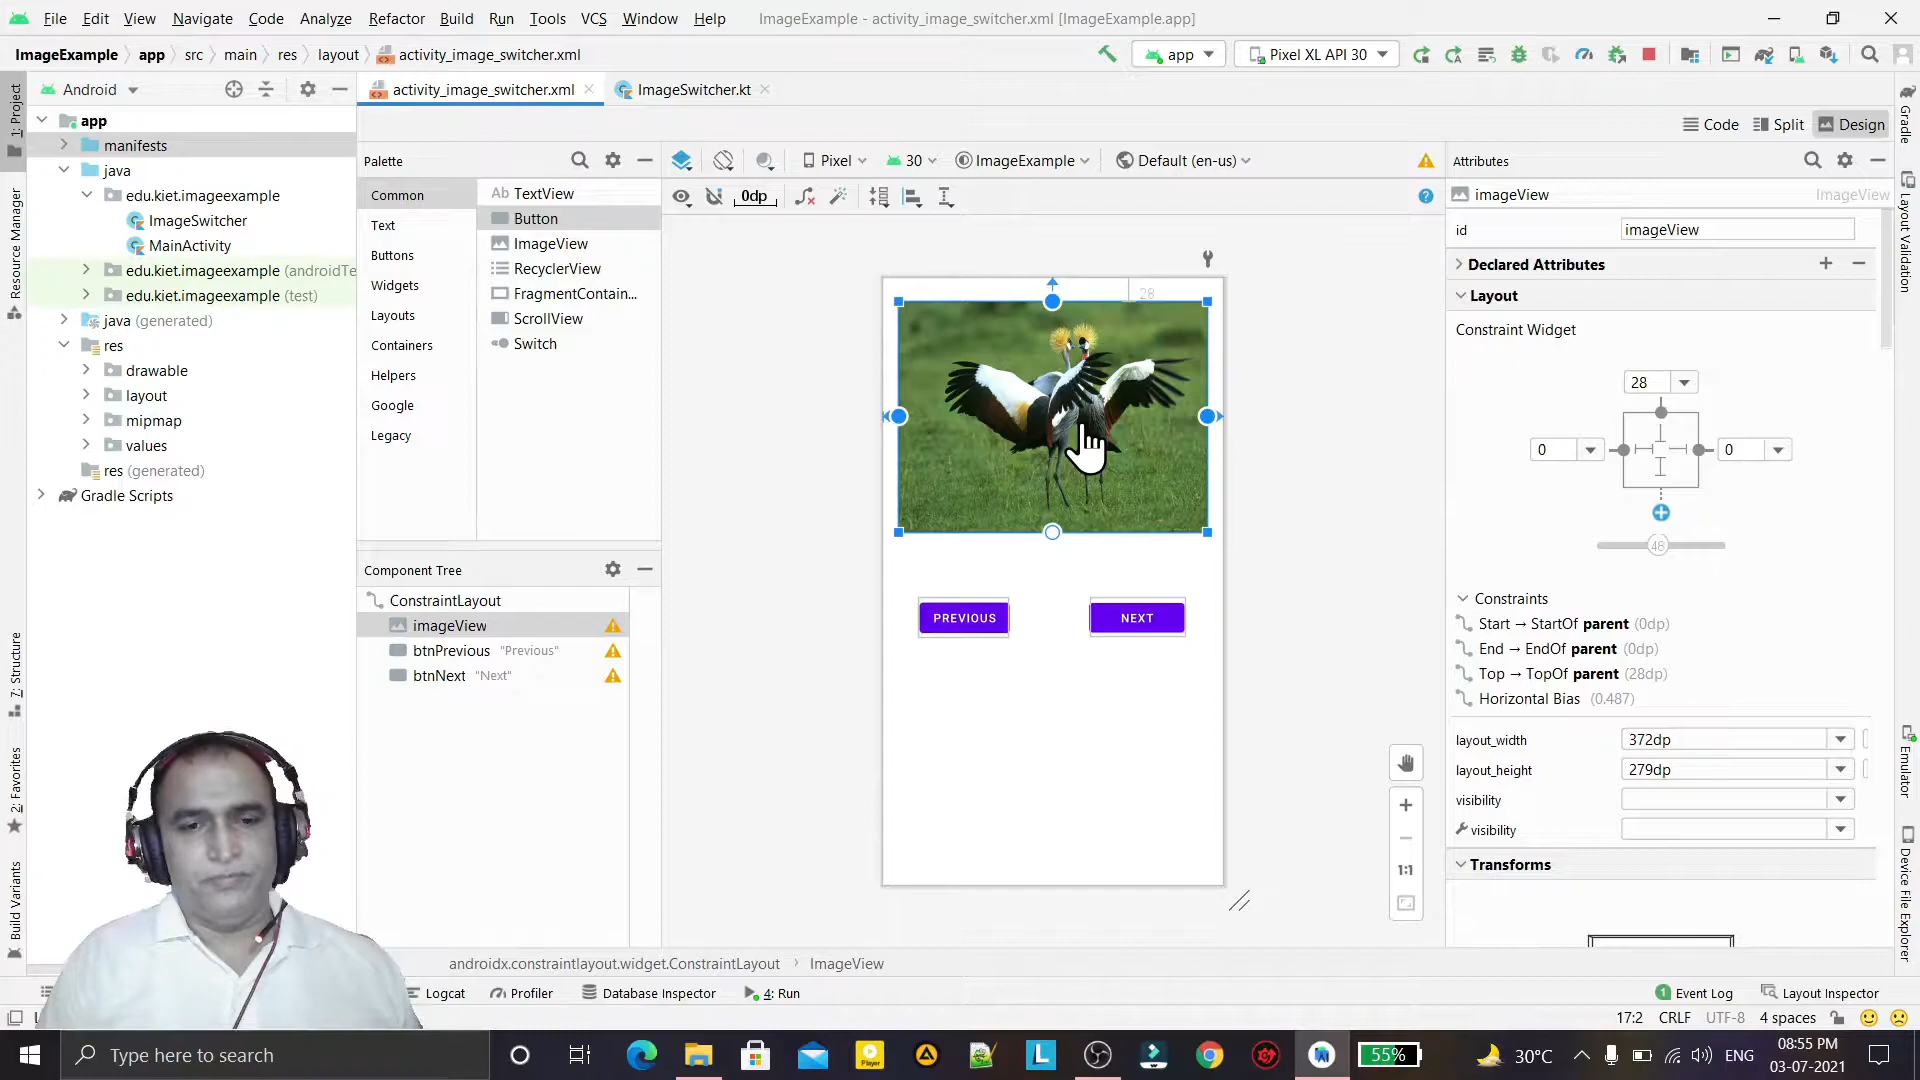 File Edit View Navigate Code Analyze Refactor Build Run Tools VCS Window Help ImageExample - activity_image_switcher.xml [ImageExample.app]
ImageExample app src main res layout activity_image_switcher.xml app Pixel XL API 30
Android activity_image_switcher.xml ImageSwitcher.kt
Code Split Design
app
manifests
java
edu.kiet.imageexample
ImageSwitcher
MainActivity
edu.kiet.imageexample (androidTe
edu.kiet.imageexample (test)
java (generated)
res
drawable
layout
mipmap
values
res (generated)
Gradle Scripts
1: Project
Resource Manager
7: Structure
2: Favorites
Build Variants
Palette
Common
Text
Buttons
Widgets
Layouts
Containers
Helpers
Google
Legacy
Ab TextView
Button
ImageView
RecyclerView
FragmentContain...
ScrollView
Switch
Component Tree
ConstraintLayout
imageView
btnPrevious "Previous"
btnNext "Next"
Pixel 30 ImageExample Default (en-us)
0dp
28
PREVIOUS NEXT
1:1
Attributes
imageView ImageView
id imageView
Declared Attributes
Layout
Constraint Widget
28
0 0
48
Constraints
Start → StartOf parent (0dp)
End → EndOf parent (0dp)
Top → TopOf parent (28dp)
Horizontal Bias (0.487)
layout_width 372dp
layout_height 279dp
visibility
visibility
Transforms
Gradle
Layout Validation
Emulator
Device File Explorer
androidx.constraintlayout.widget.ConstraintLayout ImageView
Logcat Profiler Database Inspector 4: Run 1 Event Log Layout Inspector
17:2 CRLF UTF-8 4 spaces
Type here to search
Player
L
55%
30°C
ENG
08:55 PM
03-07-2021